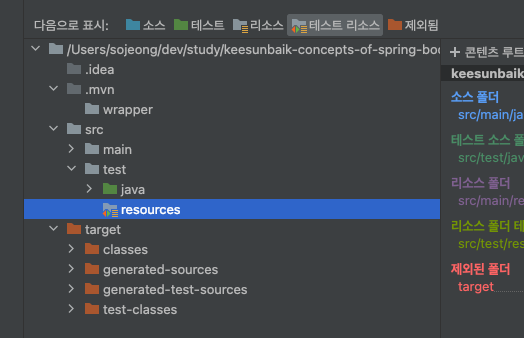 다음으로 표시: 소스 테스트 리소스 테스트 리소스 제외됨
/Users/sojeong/dev/study/keesunbaik-concepts-of-spring-boo
.idea
.mvn
wrapper
src
main
test
java
resources
target
classes
generated-sources
generated-test-sources
test-classes
+ 콘텐츠 루트
keesunbaik
소스 폴더
src/main/ja
테스트 소스 폴
src/test/jav
리소스 폴더
src/main/re
리소스 폴더 테
src/test/res
제외된 폴더
target